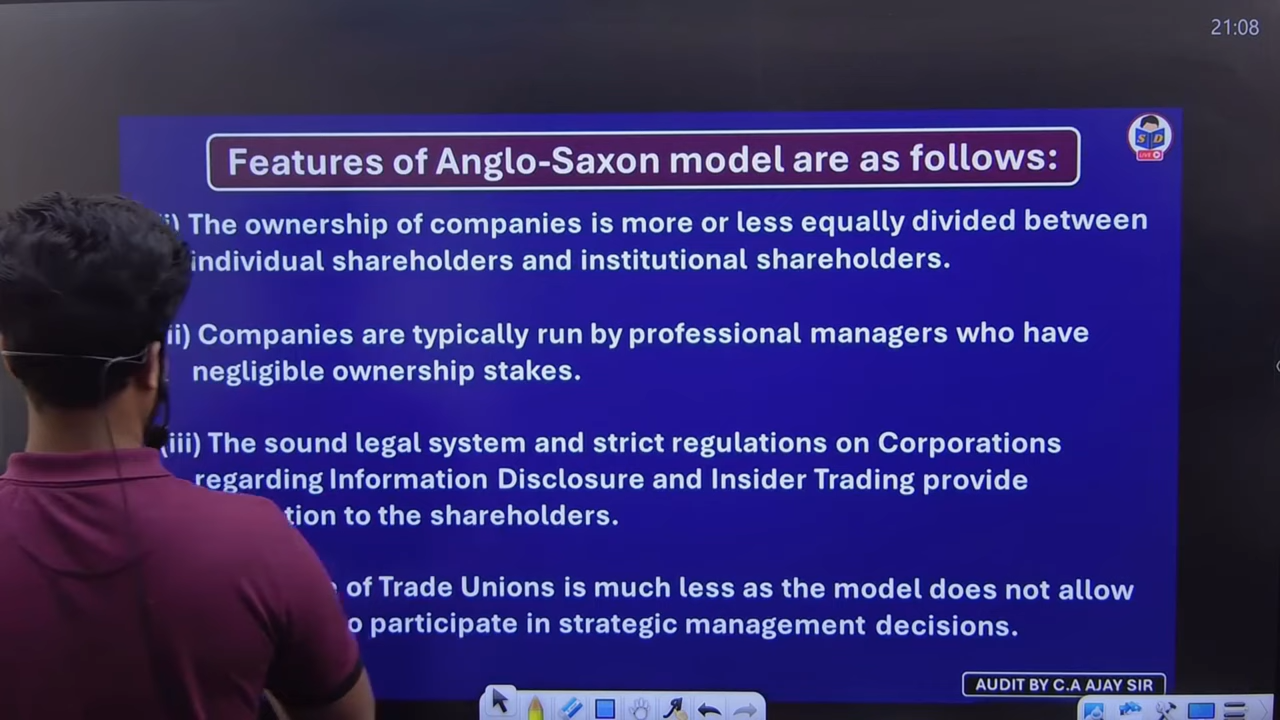 21:08
Features of Anglo-Saxon model are as follows:
i) The ownership of companies is more or less equally divided between
individual shareholders and institutional shareholders.
ii) Companies are typically run by professional managers who have
negligible ownership stakes.
(iii) The sound legal system and strict regulations on Corporations
regarding Information Disclosure and Insider Trading provide
to the shareholders.
of Trade Unions is much less as the model does not allow
participate in strategic management decisions.
S D
LIVE
AUDIT BY C.A AJAY SIR